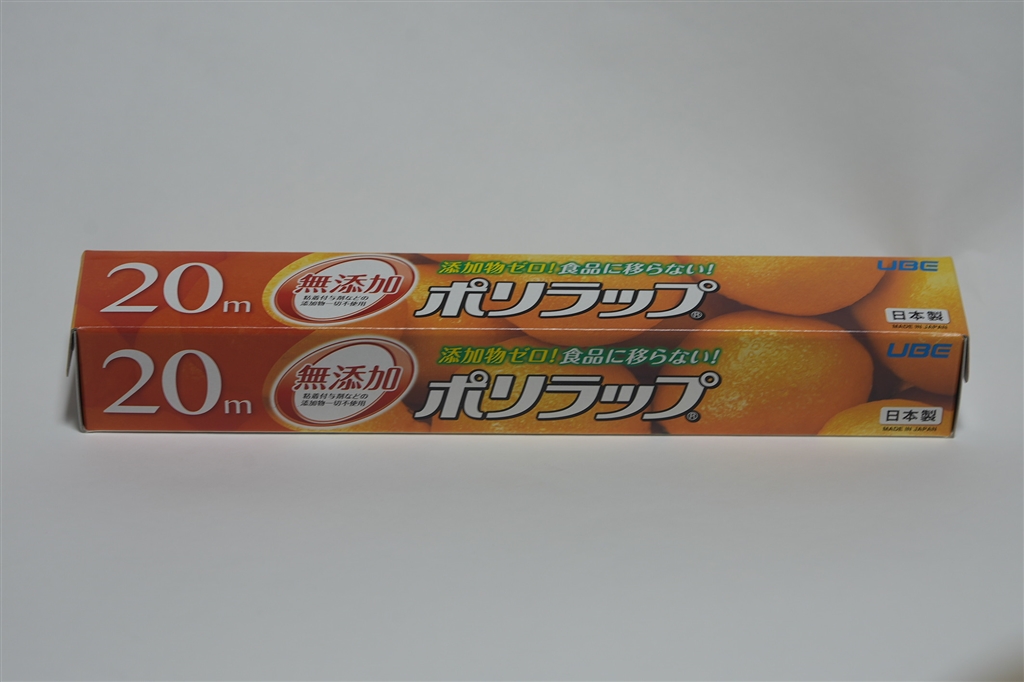 20m
無添加
粘着付与剤などの
添加物一切不使用
添加物ゼロ!食品に移らない!
ポリラップ®
UBE
日本製
MADE IN JAPAN
20m
無添加
粘着付与剤などの
添加物一切不使用
添加物ゼロ!食品に移らない!
ポリラップ®
UBE
日本製
MADE IN JAPAN